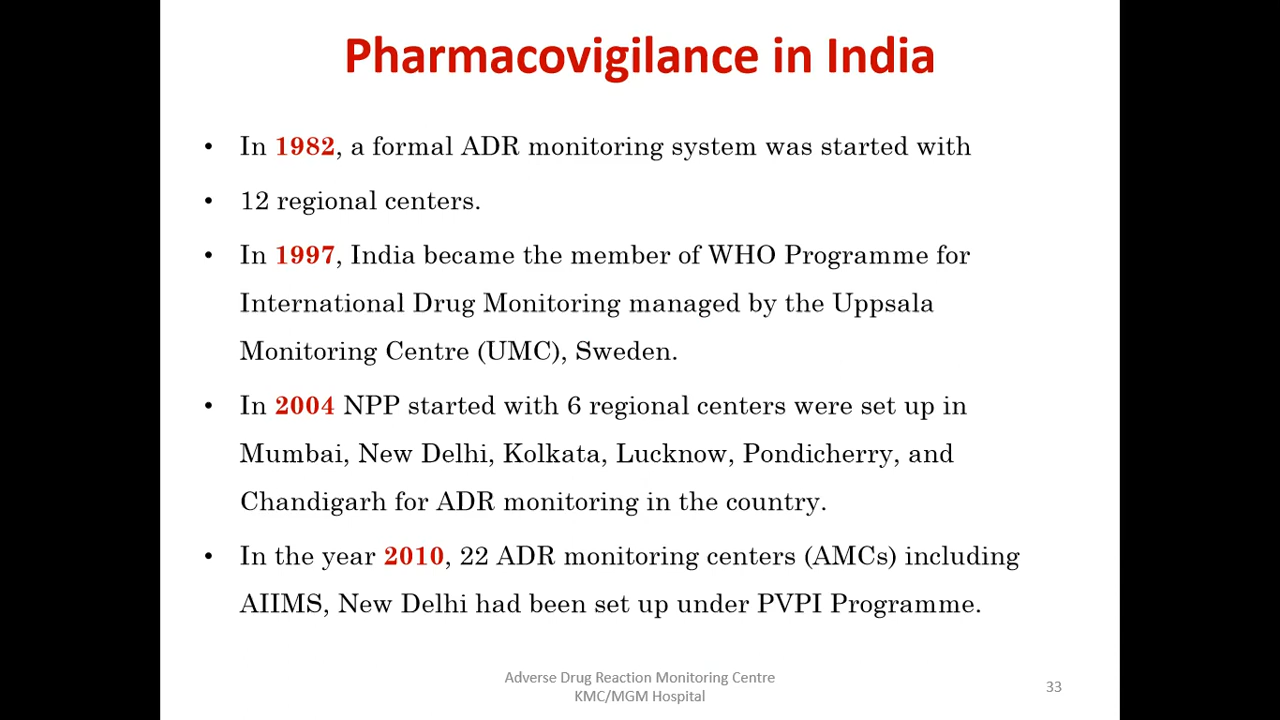 Pharmacovigilance in India
• In 1982, a formal ADR monitoring system was started with
• 12 regional centers.
• In 1997, India became the member of WHO Programme for
International Drug Monitoring managed by the Uppsala
Monitoring Centre (UMC), Sweden.
• In 2004 NPP started with 6 regional centers were set up in
Mumbai, New Delhi, Kolkata, Lucknow, Pondicherry, and
Chandigarh for ADR monitoring in the country.
• In the year 2010, 22 ADR monitoring centers (AMCs) including
AIIMS, New Delhi had been set up under PVPI Programme.
Adverse Drug Reaction Monitoring Centre
KMC/MGM Hospital
33